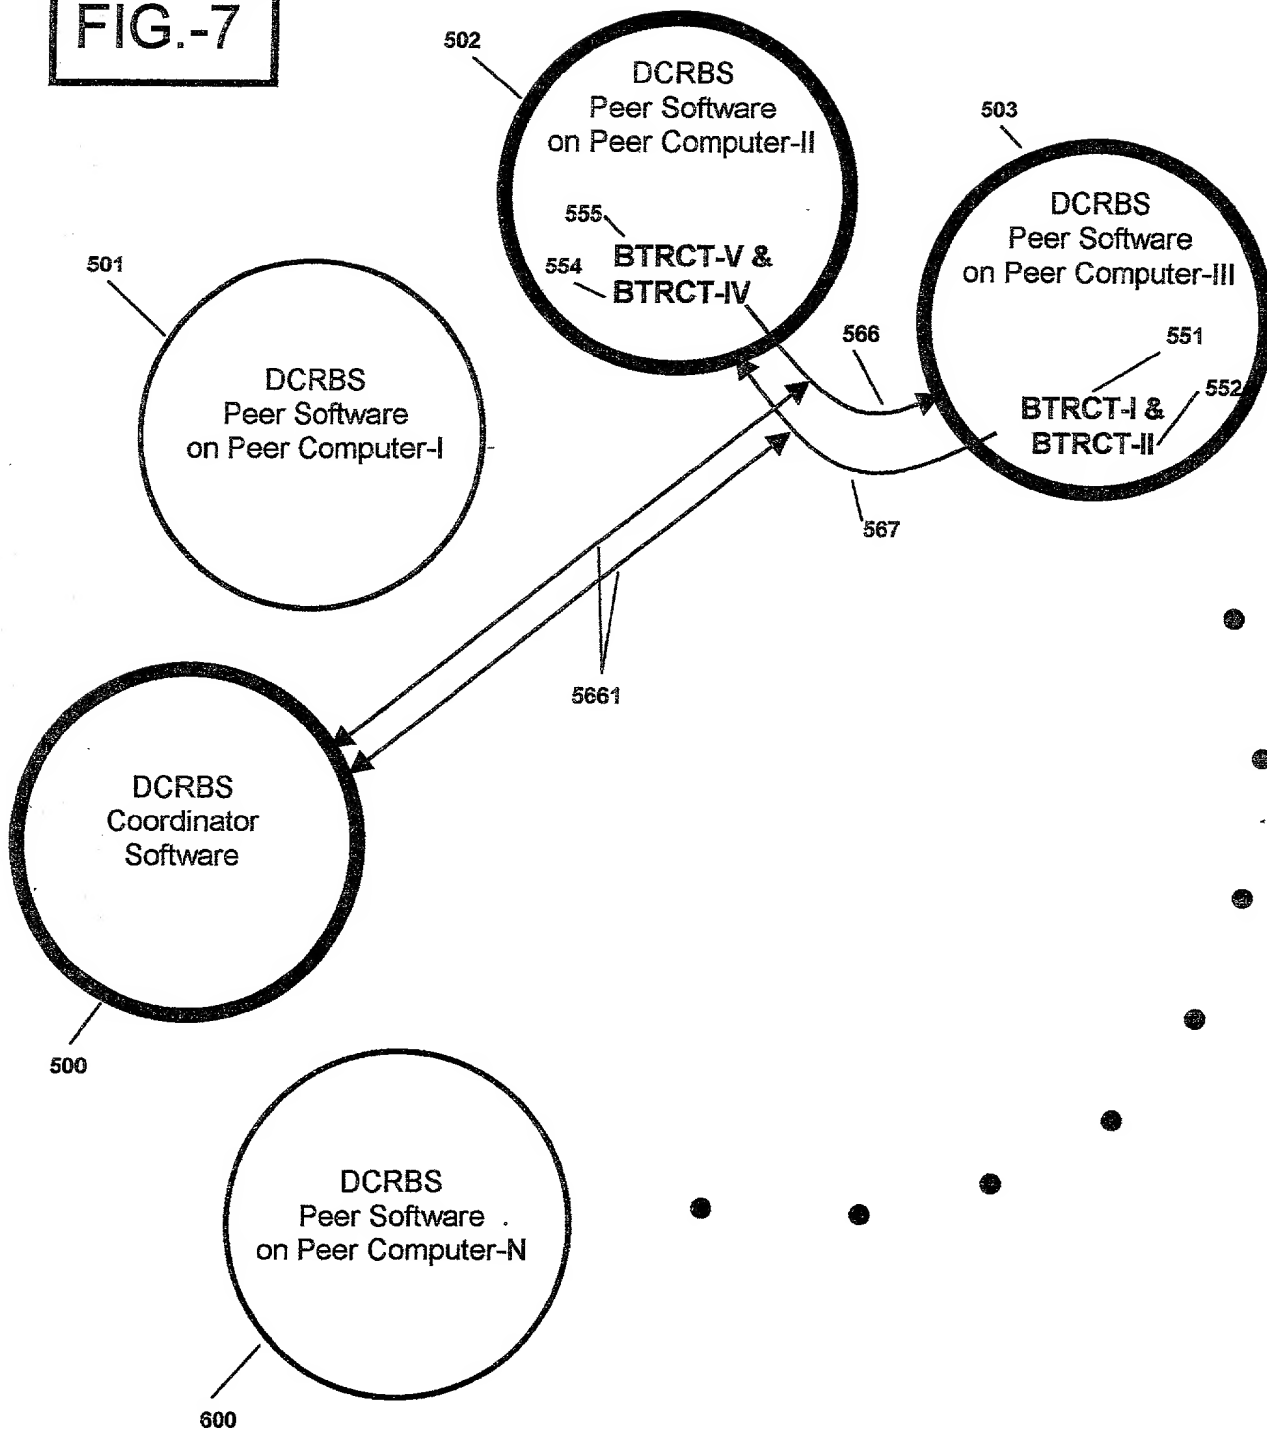 FIG.-7
502
DCRBS
Peer Software
on Peer Computer-II
555
BTRCT-V &
554
BTRCT-IV
503
DCRBS
Peer Software
on Peer Computer-III
551
552
BTRCT-I &
BTRCT-II
501
DCRBS
Peer Software
on Peer Computer-I
566
567
5661
DCRBS
Coordinator
Software
500
DCRBS
Peer Software
on Peer Computer-N
600